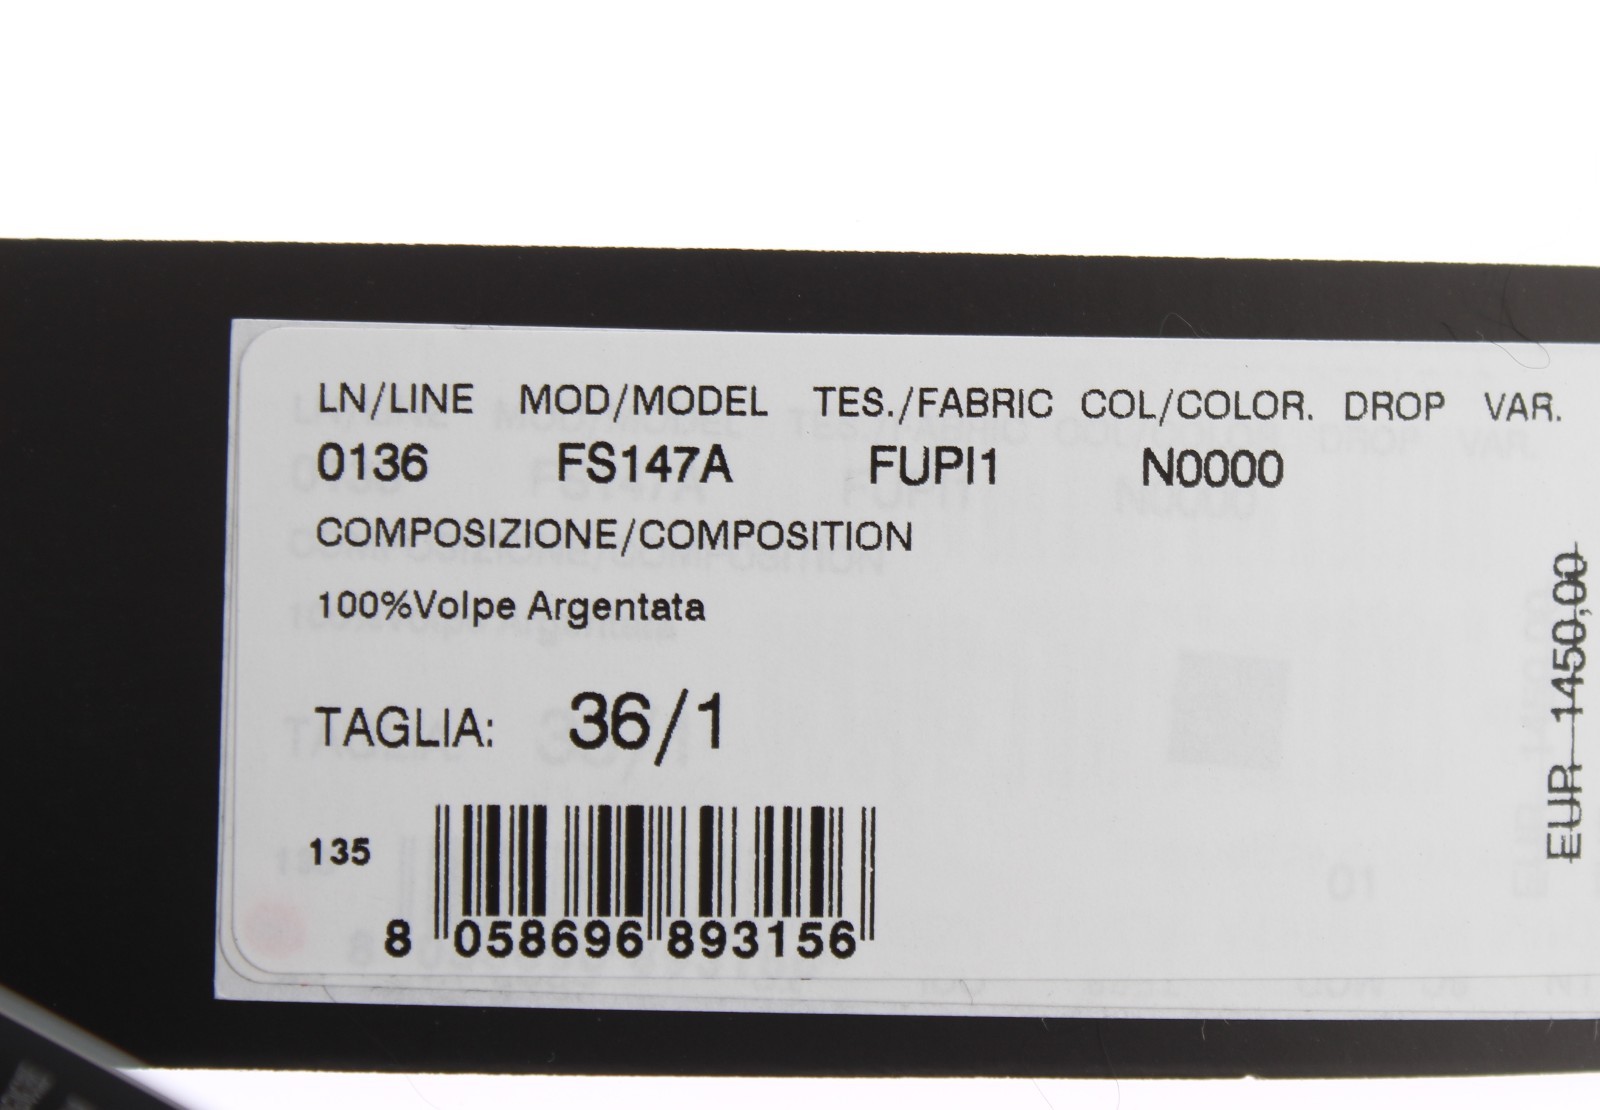 LN/LINE MOD/MODEL TES./FABRIC COL/COLOR. DROP VAR.
0136 FS147A FUPI1 N0000
COMPOSIZIONE/COMPOSITION
100%Volpe Argentata
TAGLIA: 36/1
135
8 058696 893156
EUR 1450,00